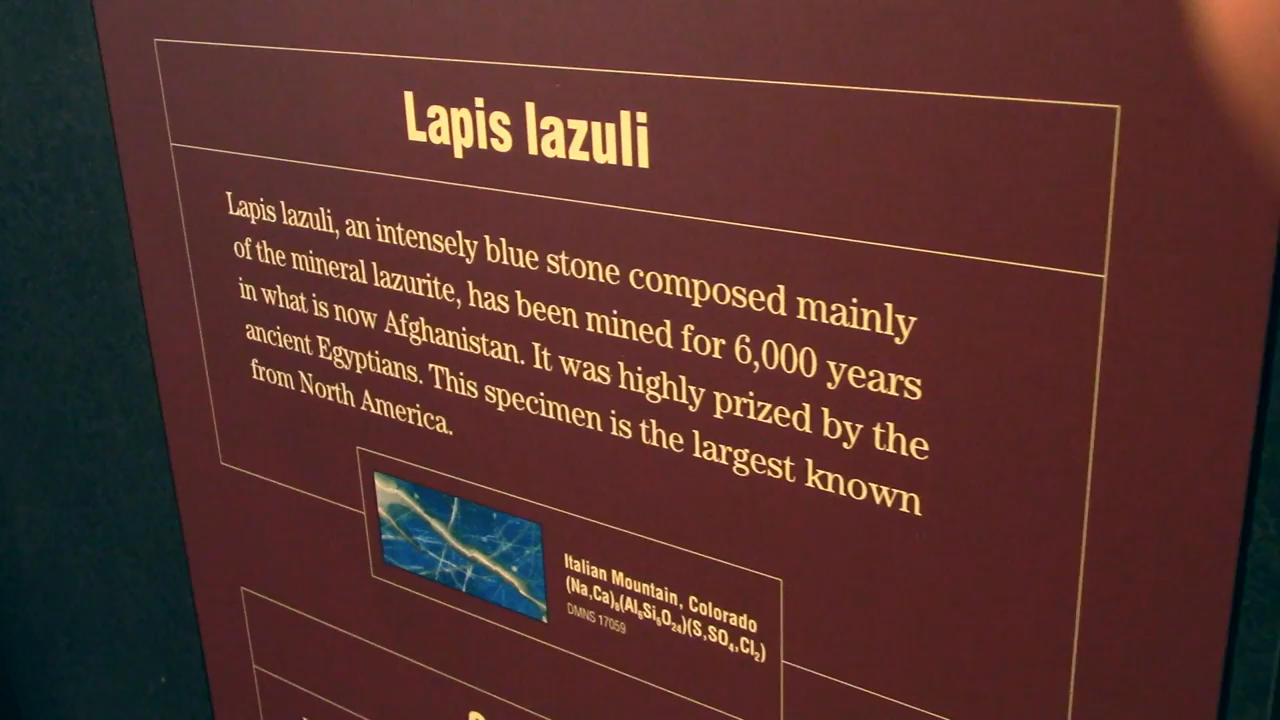 Lapis lazuli
Lapis lazuli, an intensely blue stone composed mainly
of the mineral lazurite, has been mined for 6,000 years
in what is now Afghanistan. It was highly prized by the
ancient Egyptians. This specimen is the largest known
from North America.
Italian Mountain, Colorado
(Na,Ca)₈(Al₆Si₆O₂₄)(S,SO₄,Cl₂)
DMNS 17059